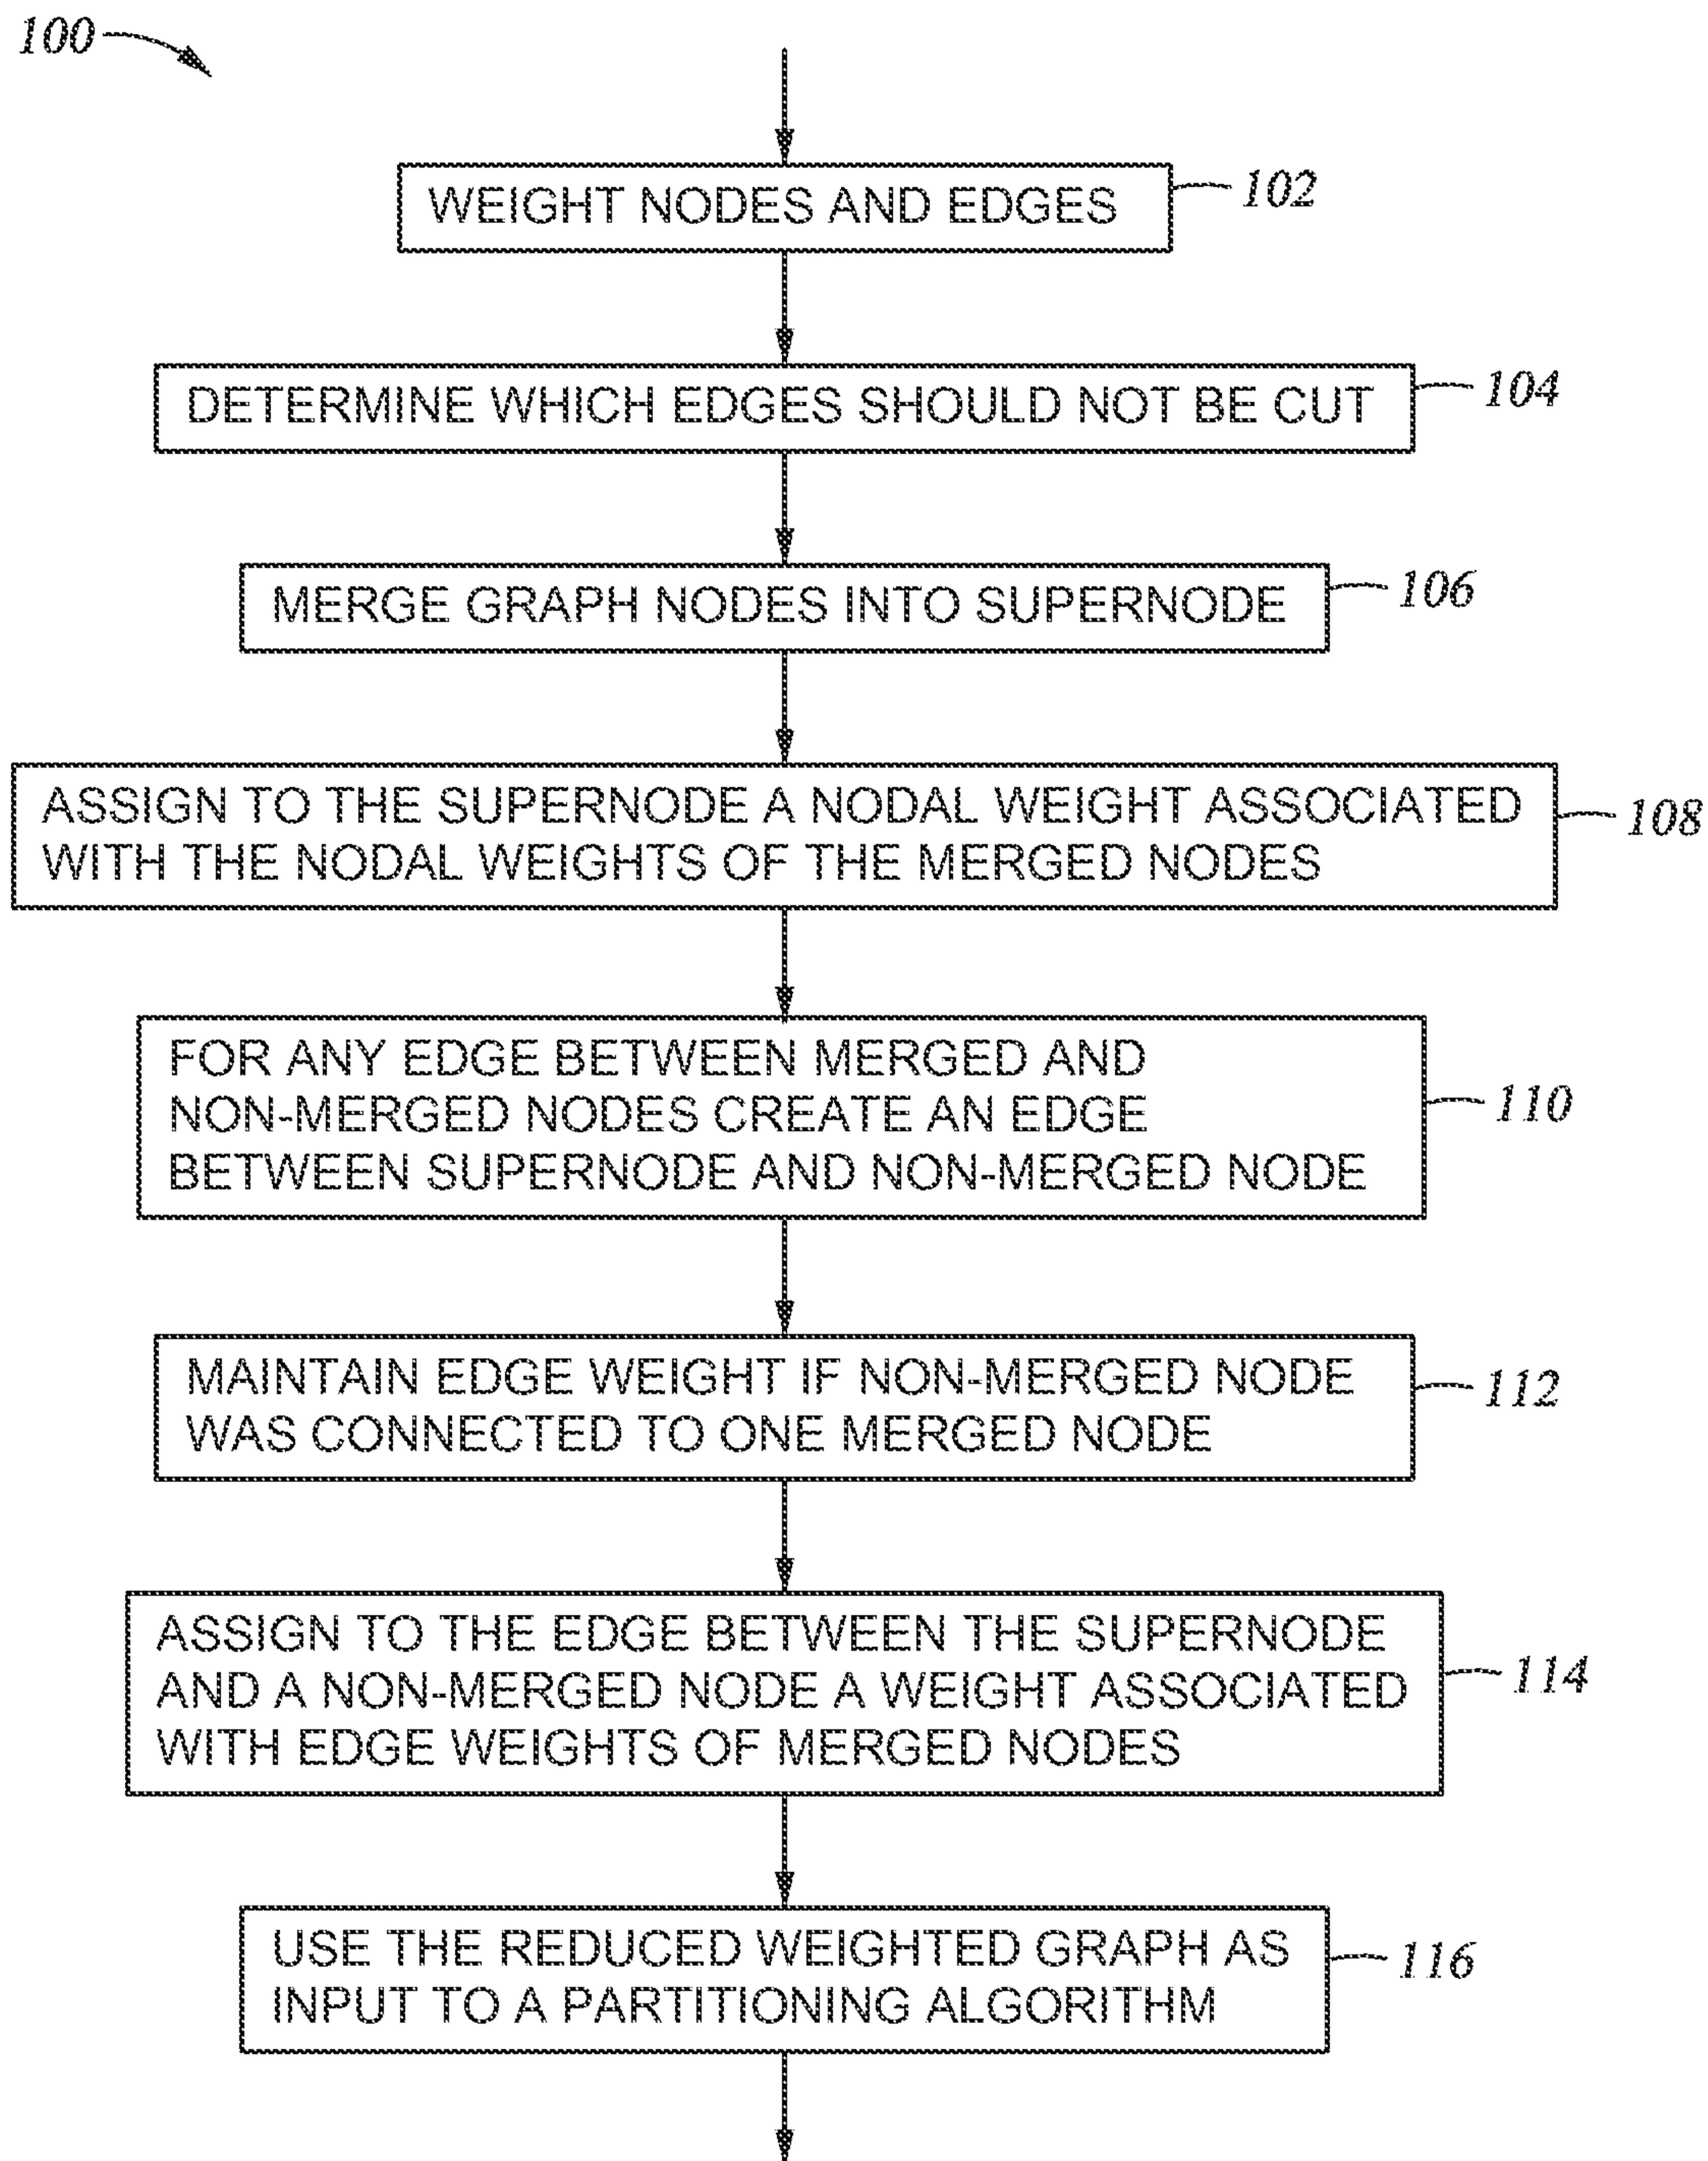 100
WEIGHT NODES AND EDGES
102
DETERMINE WHICH EDGES SHOULD NOT BE CUT
104
MERGE GRAPH NODES INTO SUPERNODE
106
ASSIGN TO THE SUPERNODE A NODAL WEIGHT ASSOCIATED
WITH THE NODAL WEIGHTS OF THE MERGED NODES
108
FOR ANY EDGE BETWEEN MERGED AND
NON-MERGED NODES CREATE AN EDGE
BETWEEN SUPERNODE AND NON-MERGED NODE
110
MAINTAIN EDGE WEIGHT IF NON-MERGED NODE
WAS CONNECTED TO ONE MERGED NODE
112
ASSIGN TO THE EDGE BETWEEN THE SUPERNODE
AND A NON-MERGED NODE A WEIGHT ASSOCIATED
WITH EDGE WEIGHTS OF MERGED NODES
114
USE THE REDUCED WEIGHTED GRAPH AS
INPUT TO A PARTITIONING ALGORITHM
116